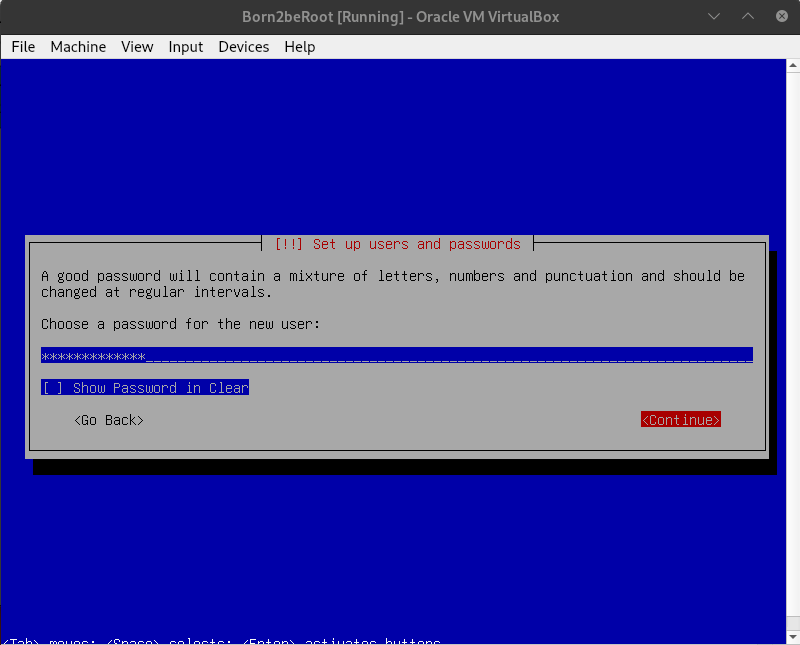 Born2beRoot [Running] - Oracle VM VirtualBox
File Machine View Input Devices Help
[!!] Set up users and passwords
A good password will contain a mixture of letters, numbers and punctuation and should be
changed at regular intervals.
Choose a password for the new user:
*************
[ ] Show Password in Clear
<Go Back> <Continue>
<Tab> moves; <Space> selects; <Enter> activates buttons